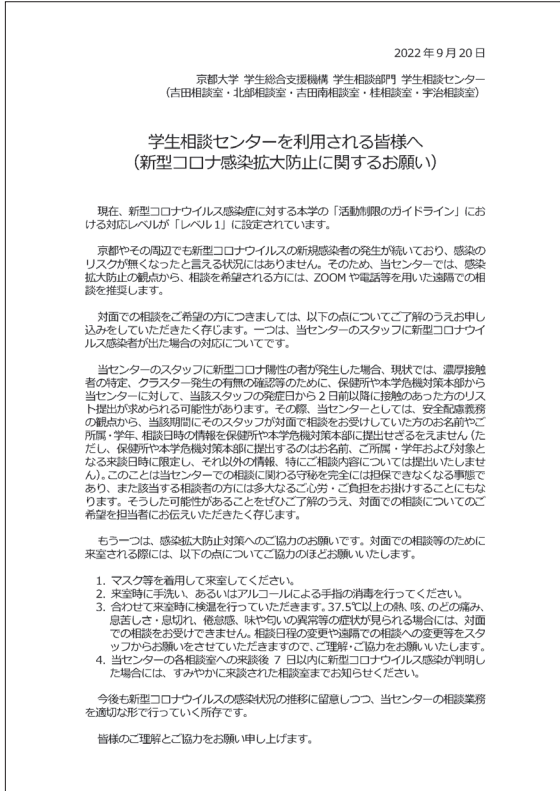 2022 年 9 月 20 日
京都大学 学生総合支援機構 学生相談部門 学生相談センター
（吉田相談室・北部相談室・吉田南相談室・桂相談室・宇治相談室）
学生相談センターを利用される皆様へ
（新型コロナ感染拡大防止に関するお願い）
現在、新型コロナウイルス感染症に対する本学の「活動制限のガイドライン」にお
ける対応レベルが「レベル１」に設定されています。
京都やその周辺でも新型コロナウイルスの新規感染者の発生が続いており、感染の
リスクが無くなったと言える状況にはありません。そのため、当センターでは、感染
拡大防止の観点から、相談を希望される方には、ZOOM や電話等を用いた遠隔での相
談を推奨します。
対面での相談をご希望の方につきましては、以下の点についてご了解のうえお申し
込みをしていただきたく存じます。一つは、当センターのスタッフに新型コロナウイ
ルス感染者が出た場合の対応についてです。
当センターのスタッフに新型コロナ陽性の者が発生した場合、現状では、濃厚接触
者の特定、クラスター発生の有無の確認等のために、保健所や本学危機対策本部から
当センターに対して、当該スタッフの発症日から 2 日前以降に接触のあった方のリス
ト提出が求められる可能性があります。その際、当センターとしては、安全配慮義務
の観点から、当該期間にそのスタッフが対面で相談をお受けしていた方のお名前やご
所属・学年、相談日時の情報を保健所や本学危機対策本部に提出せざるをえません（た
だし、保健所や本学危機対策本部に提出するのはお名前、ご所属・学年および対象と
なる来談日時に限定し、それ以外の情報、特にご相談内容については提出いたしませ
ん）。このことは当センターでの相談に関わる守秘を完全には担保できなくなる事態で
あり、また該当する相談者の方には多大なるご心労・ご負担をお掛けすることにもな
ります。そうした可能性があることをぜひご了解のうえ、対面での相談についてのご
希望を担当者にお伝えいただきたく存じます。
もう一つは、感染拡大防止対策へのご協力のお願いです。対面での相談等のために
来室される際には、以下の点についてご協力のほどお願いいたします。
1. マスク等を着用して来室してください。
2. 来室時に手洗い、あるいはアルコールによる手指の消毒を行ってください。
3. 合わせて来室時に検温を行っていただきます。37.5℃以上の熱、咳、のどの痛み、
息苦しさ・息切れ、倦怠感、味や匂いの異常等の症状が見られる場合には、対面
での相談をお受けできません。相談日程の変更や遠隔での相談への変更等をスタ
ッフからお願いをさせていただきますので、ご理解・ご協力をお願いいたします。
4. 当センターの各相談室への来談後 7 日以内に新型コロナウイルス感染が判明し
た場合には、すみやかに来談された相談室までお知らせください。
今後も新型コロナウイルスの感染状況の推移に留意しつつ、当センターの相談業務
を適切な形で行っていく所存です。
皆様のご理解とご協力をお願い申し上げます。